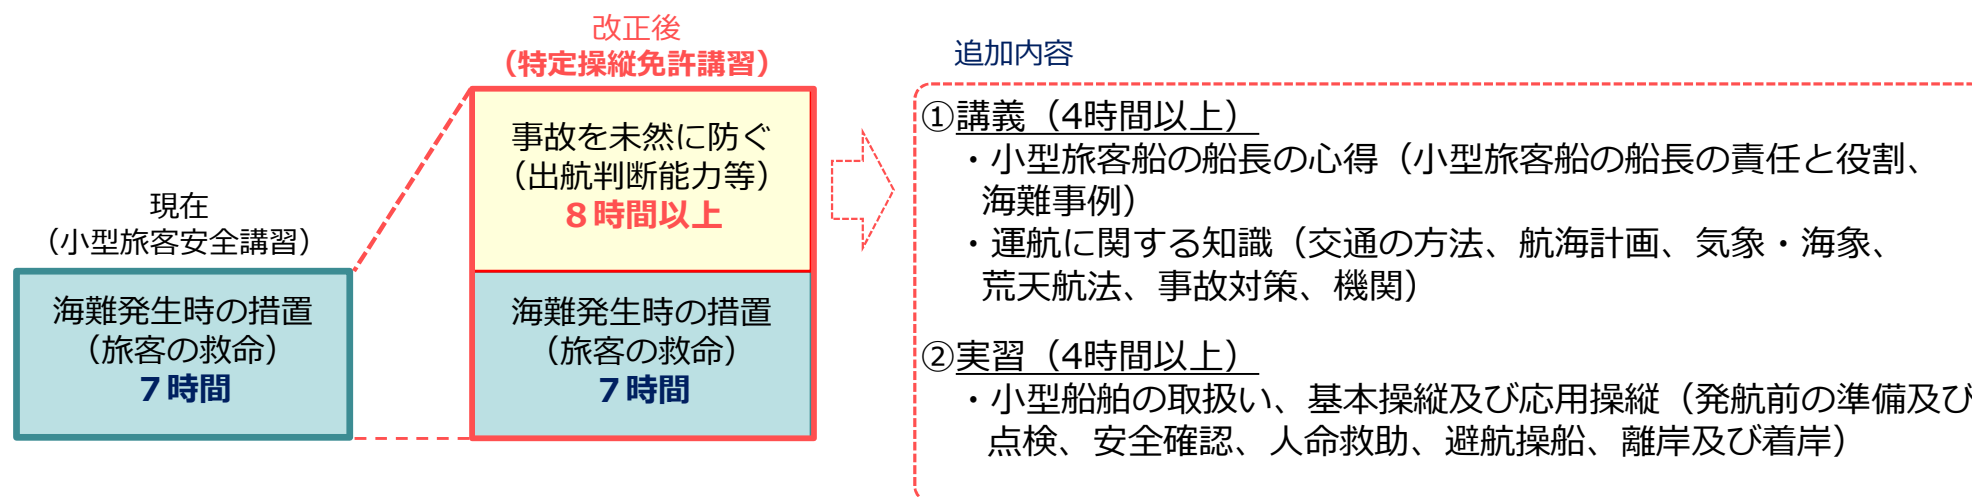 現在
（小型旅客安全講習）
海難発生時の措置
（旅客の救命）
７時間
改正後
（特定操縦免許講習）
事故を未然に防ぐ
（出航判断能力等）
８時間以上
海難発生時の措置
（旅客の救命）
７時間
追加内容
①講義（4時間以上）
・小型旅客船の船長の心得（小型旅客船の船長の責任と役割、
海難事例）
・運航に関する知識（交通の方法、航海計画、気象・海象、
荒天航法、事故対策、機関）
②実習（4時間以上）
・小型船舶の取扱い、基本操縦及び応用操縦（発航前の準備及び
点検、安全確認、人命救助、避航操船、離岸及び着岸）